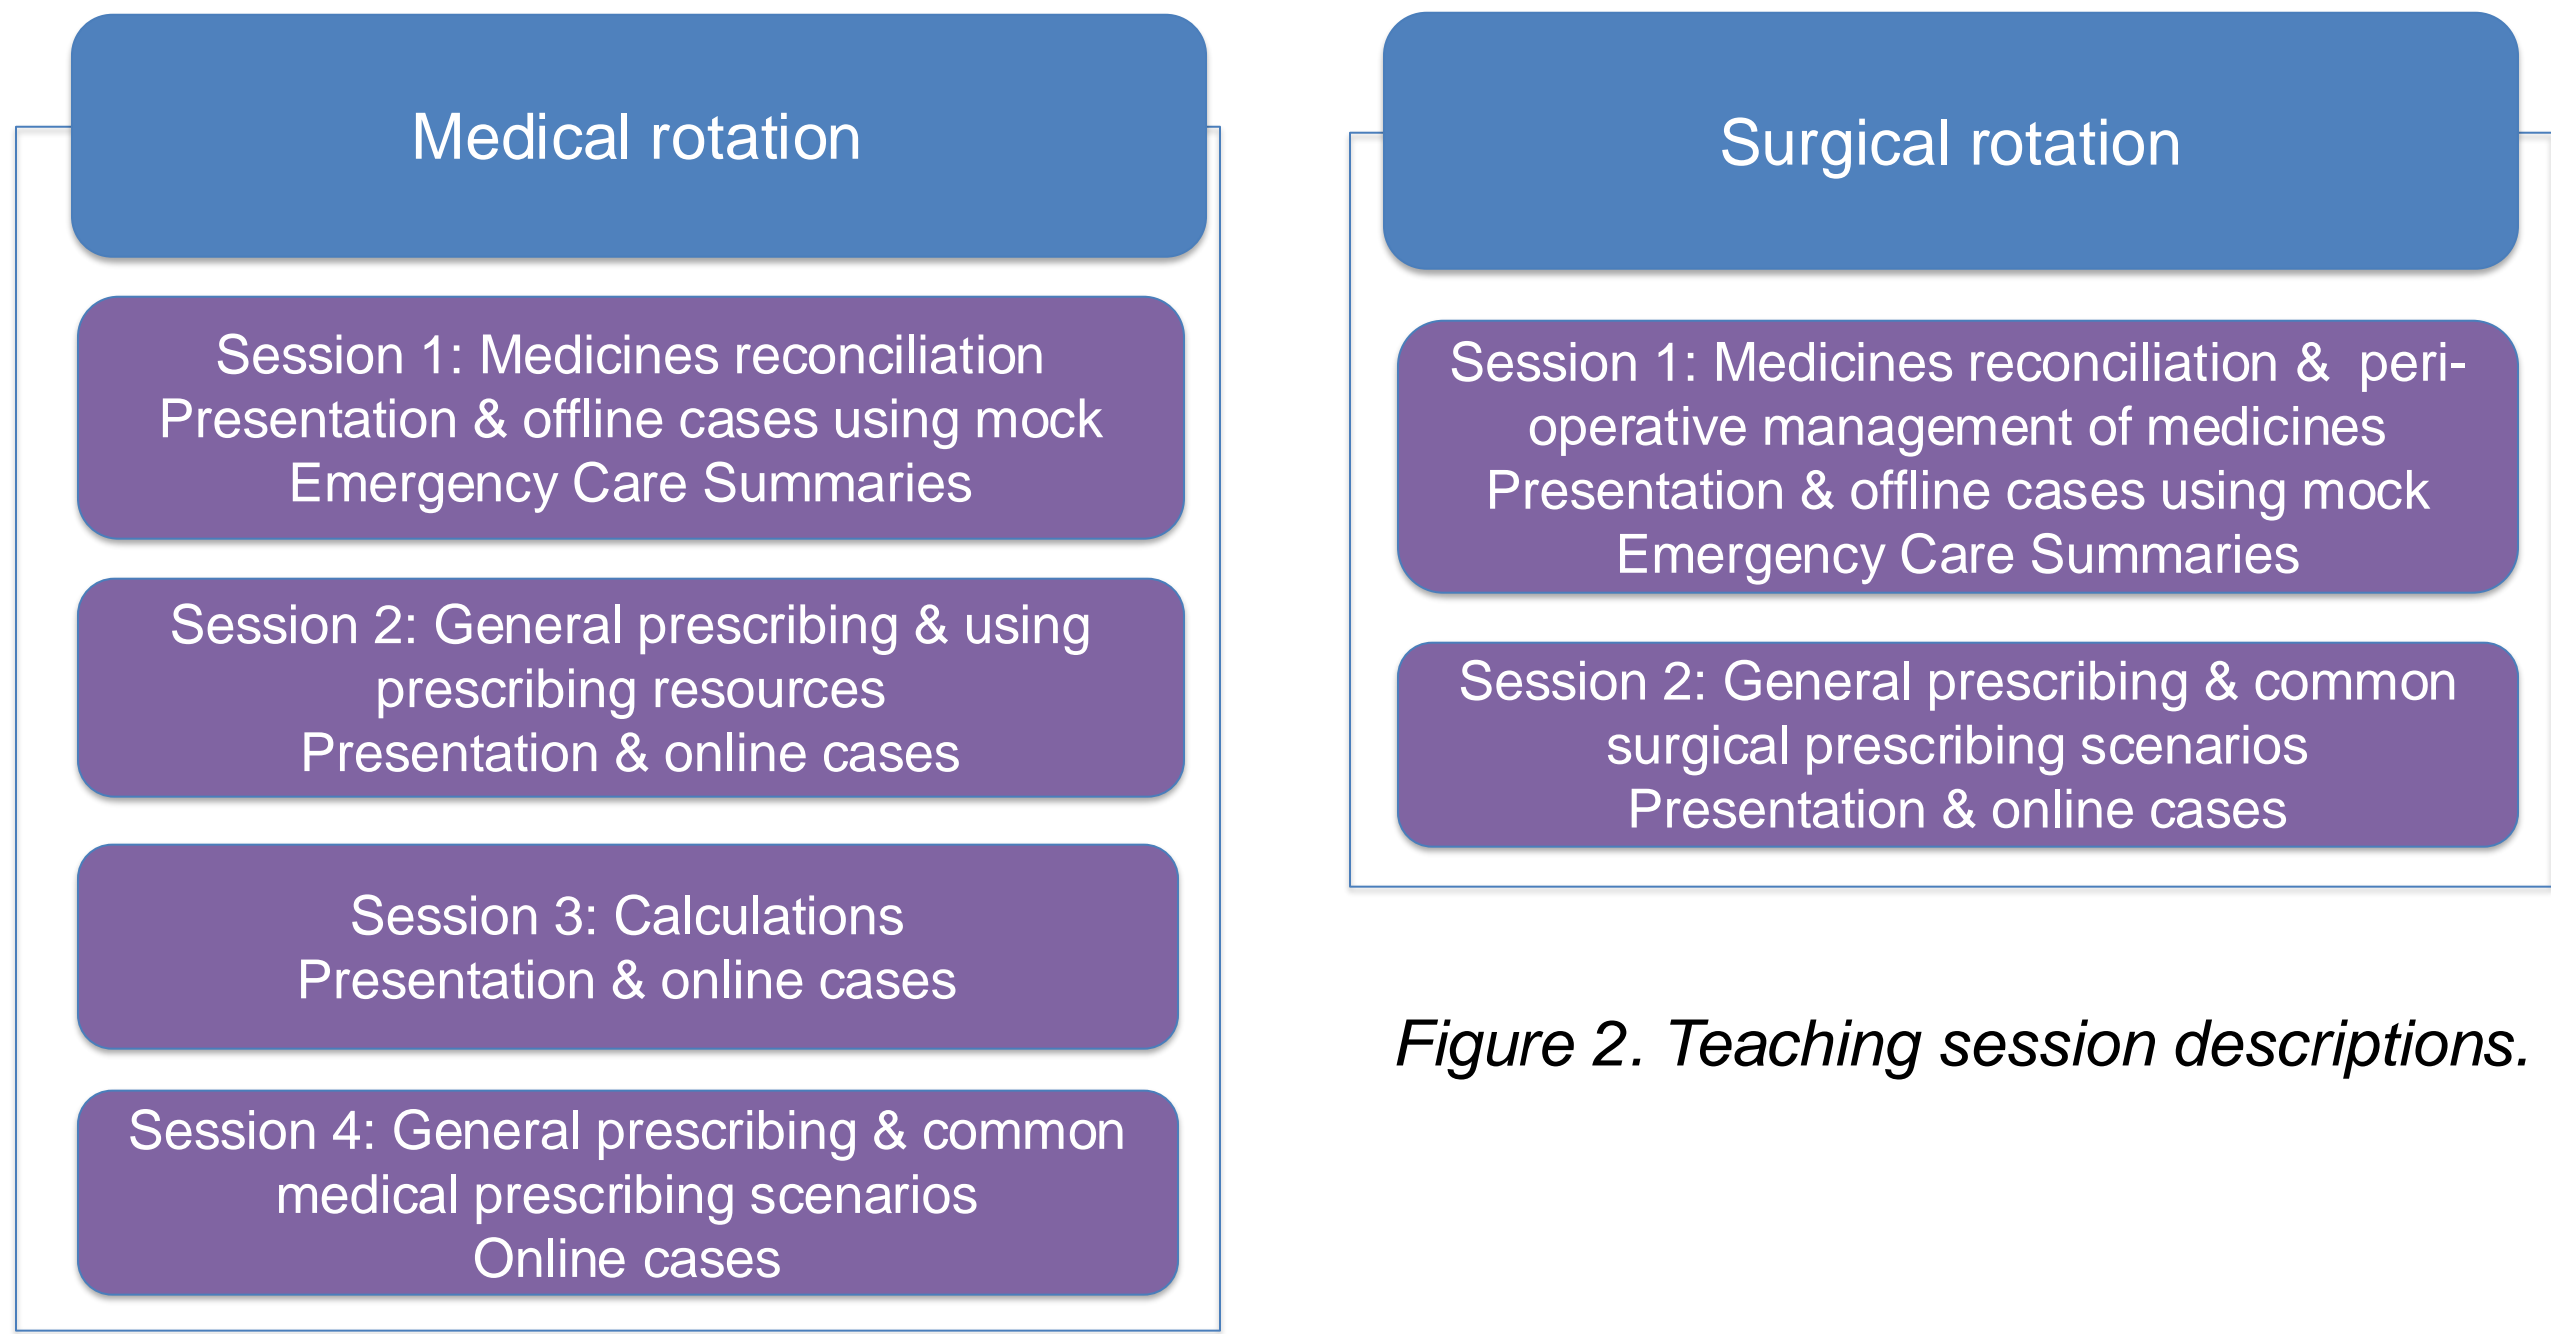 Medical rotation
Session 1: Medicines reconciliation
Presentation & offline cases using mock
Emergency Care Summaries
Session 2: General prescribing & using
prescribing resources
Presentation & online cases
Session 3: Calculations
Presentation & online cases
Session 4: General prescribing & common
medical prescribing scenarios
Online cases
Surgical rotation
Session 1: Medicines reconciliation &  peri-
operative management of medicines
Presentation & offline cases using mock
Emergency Care Summaries
Session 2: General prescribing & common
surgical prescribing scenarios
Presentation & online cases
Figure 2. Teaching session descriptions.